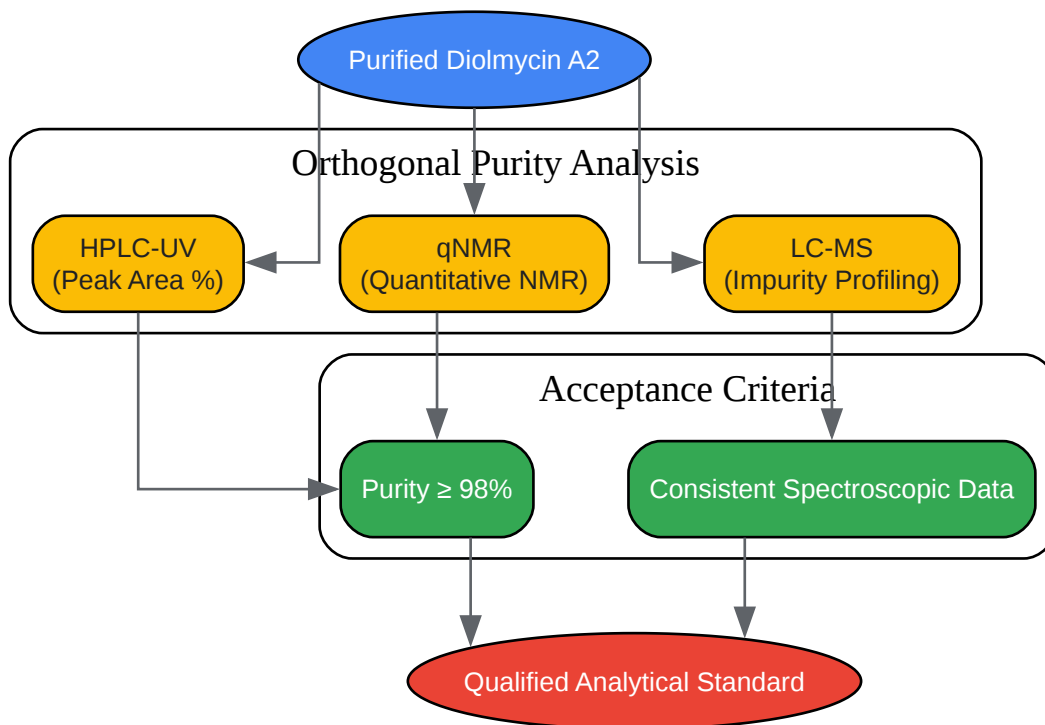 Purified Diolmycin A2
Orthogonal Purity Analysis
HPLC-UV
(Peak Area %)
qNMR
(Quantitative NMR)
LC-MS
(Impurity Profiling)
Acceptance Criteria
Purity ≥ 98%
Consistent Spectroscopic Data
Qualified Analytical Standard